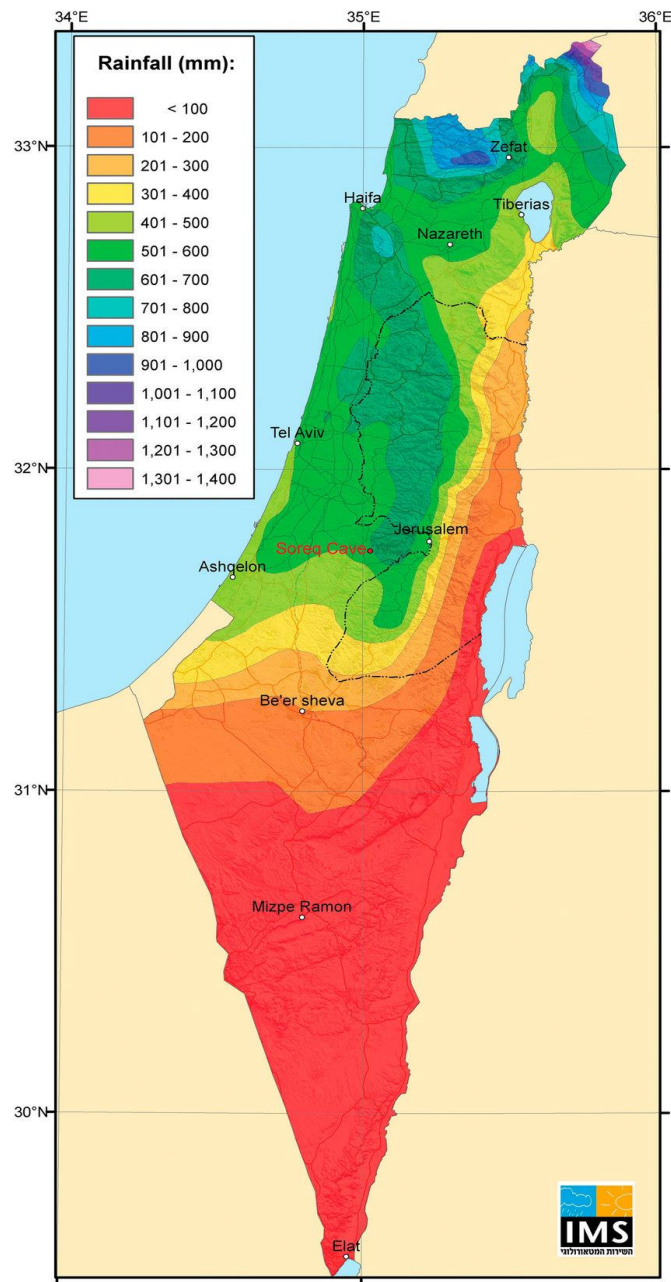 34°E
35°E
36°E
Rainfall (mm):
< 100
101 - 200
201 - 300
301 - 400
401 - 500
501 - 600
601 - 700
701 - 800
801 - 900
901 - 1,000
1,001 - 1,100
1,101 - 1,200
1,201 - 1,300
1,301 - 1,400
33°N
Zefat
Haifa
Tiberias
Nazareth
Tel Aviv
32°N
Jerusalem
Soreq Cave
Ashqelon
Be'er sheva
31°N
Mizpe Ramon
30°N
IMS
השירות המטאורולוגי
Elat